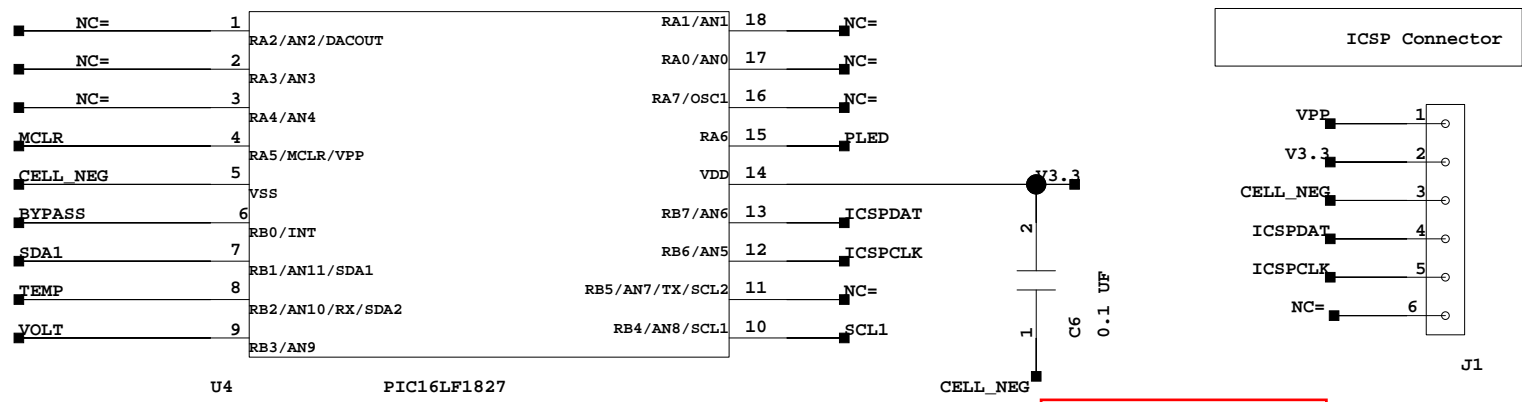 NC= 1 RA2/AN2/DACOUT
NC= 2 RA3/AN3
NC= 3 RA4/AN4
MCLR 4 RA5/MCLR/VPP
CELL_NEG 5 VSS
BYPASS 6 RB0/INT
SDA1 7 RB1/AN11/SDA1
TEMP 8 RB2/AN10/RX/SDA2
VOLT 9 RB3/AN9
RA1/AN1 18 NC=
RA0/AN0 17 NC=
RA7/OSC1 16 NC=
RA6 15 PLED
VDD 14 V3.3
RB7/AN6 13 ICSPDAT
RB6/AN5 12 ICSPCLK
RB5/AN7/TX/SCL2 11 NC=
RB4/AN8/SCL1 10 SCL1
U4 PIC16LF1827
2
1
C6
0.1 UF
CELL_NEG
ICSP Connector
VPP 1
V3.3 2
CELL_NEG 3
ICSPDAT 4
ICSPCLK 5
NC= 6
J1